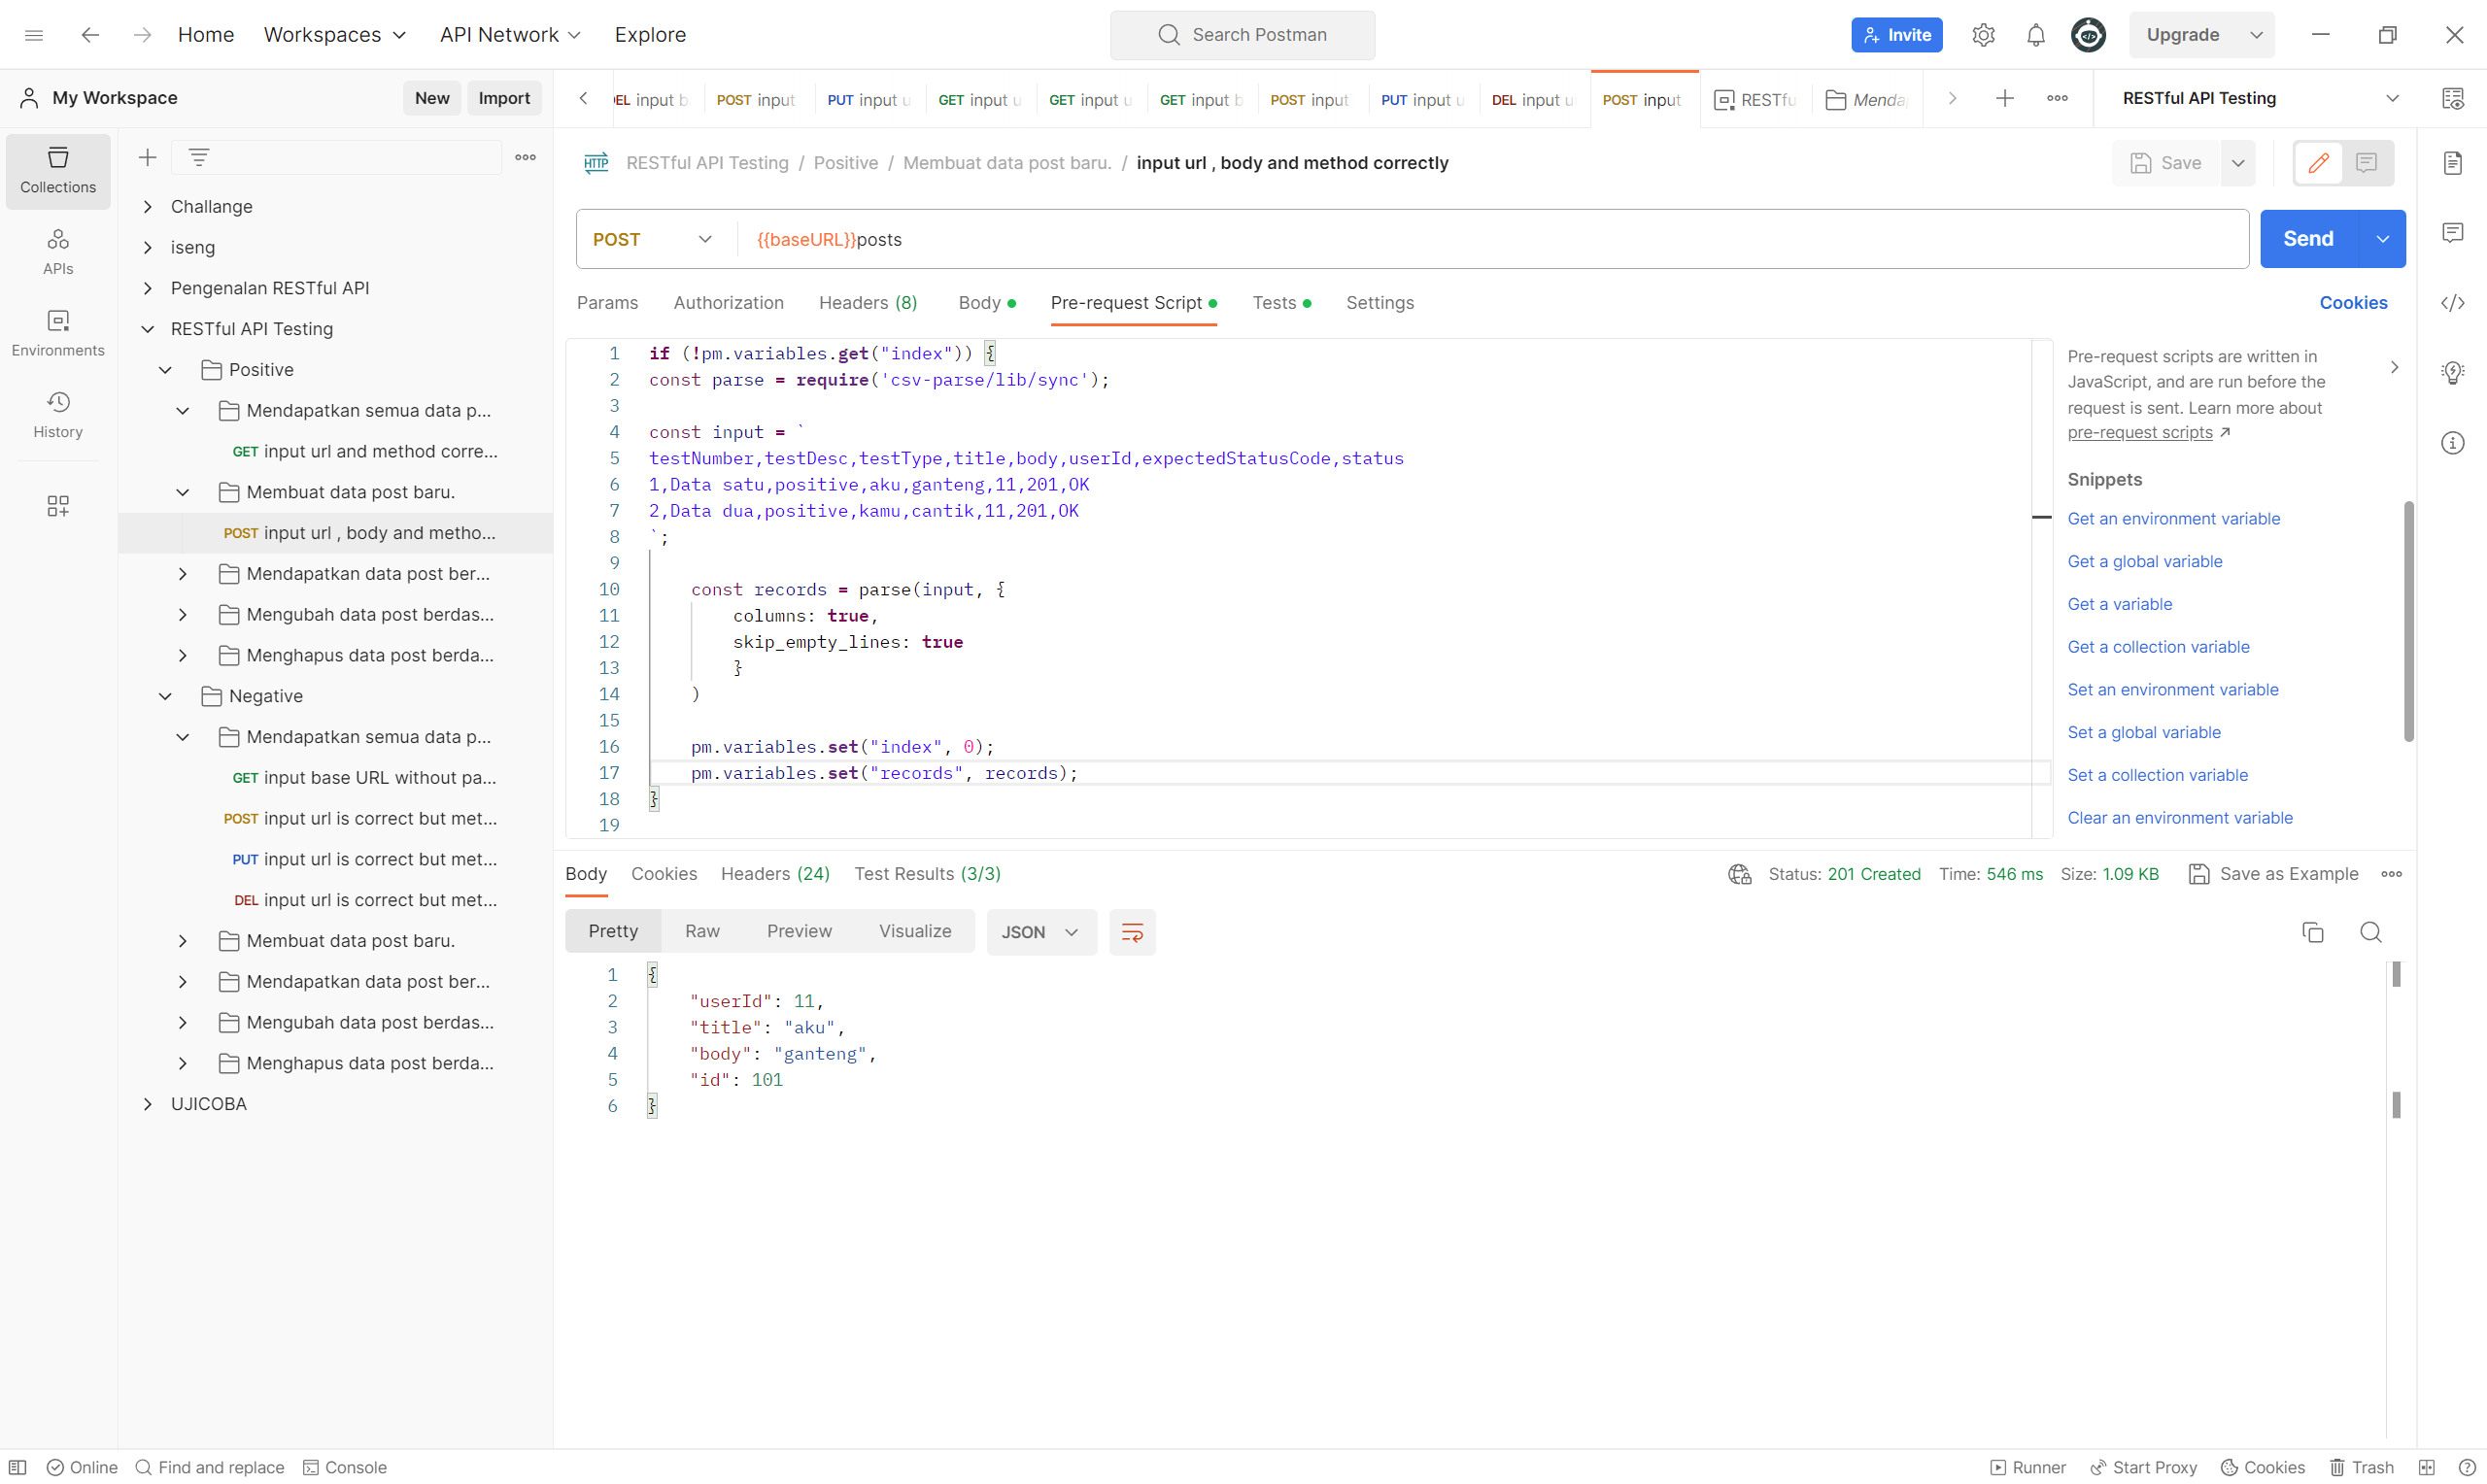 Home Workspaces API Network Explore
Search Postman
Invite
Upgrade
My Workspace
New Import
EL input b
POST input
PUT input u
GET input u
GET input u
GET input b
POST input
PUT input u
DEL input u
POST input
RESTfu
Menda
RESTful API Testing
Collections
APIs
Environments
History
Challange
iseng
Pengenalan RESTful API
RESTful API Testing
Positive
Mendapatkan semua data p...
GET input url and method corre...
Membuat data post baru.
POST input url , body and metho...
Mendapatkan data post ber...
Mengubah data post berdas...
Menghapus data post berda...
Negative
Mendapatkan semua data p...
GET input base URL without pa...
POST input url is correct but met...
PUT input url is correct but met...
DEL input url is correct but met...
Membuat data post baru.
Mendapatkan data post ber...
Mengubah data post berdas...
Menghapus data post berda...
UJICOBA
HTTP RESTful API Testing / Positive / Membuat data post baru. / input url , body and method correctly
Save
POST {{baseURL}}posts
Send
Params Authorization Headers (8) Body Pre-request Script Tests Settings
Cookies
1 if (!pm.variables.get("index")) {
2 const parse = require('csv-parse/lib/sync');
3
4 const input = `
5 testNumber,testDesc,testType,title,body,userId,expectedStatusCode,status
6 1,Data satu,positive,aku,ganteng,11,201,OK
7 2,Data dua,positive,kamu,cantik,11,201,OK
8 `;
9
10 const records = parse(input, {
11 columns: true,
12 skip_empty_lines: true
13 }
14 )
15
16 pm.variables.set("index", 0);
17 pm.variables.set("records", records);
18 }
19
Pre-request scripts are written in
JavaScript, and are run before the
request is sent. Learn more about
pre-request scripts
Snippets
Get an environment variable
Get a global variable
Get a variable
Get a collection variable
Set an environment variable
Set a global variable
Set a collection variable
Clear an environment variable
Body Cookies Headers (24) Test Results (3/3)
Status: 201 Created Time: 546 ms Size: 1.09 KB Save as Example
Pretty Raw Preview Visualize JSON
1 {
2 "userId": 11,
3 "title": "aku",
4 "body": "ganteng",
5 "id": 101
6 }
Online Find and replace Console
Runner Start Proxy Cookies Trash